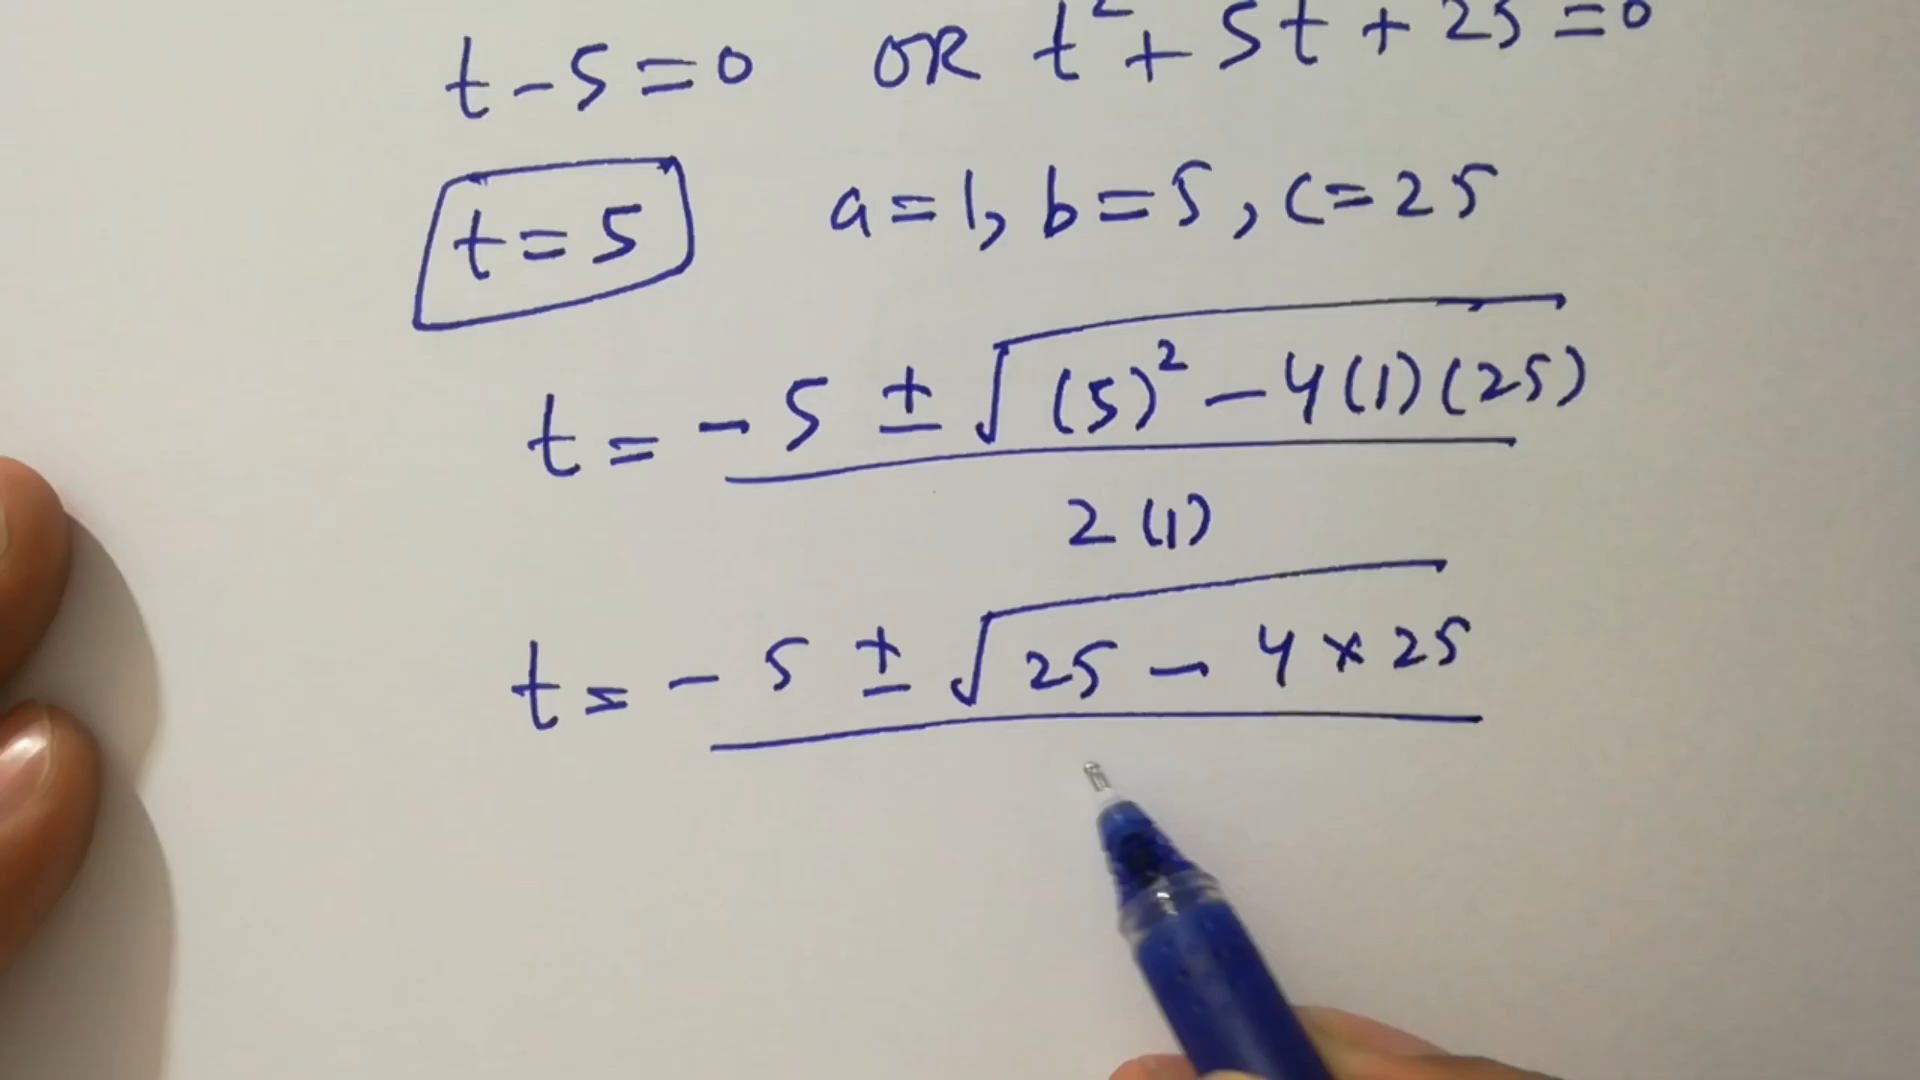 t - 5 = 0 OR t² + 5t + 25 = 0
t = 5 a = 1, b = 5, c = 25
t = - 5 ± √(5)² - 4(1)(25)
2(1)
t = - 5 ± √25 - 4 × 25